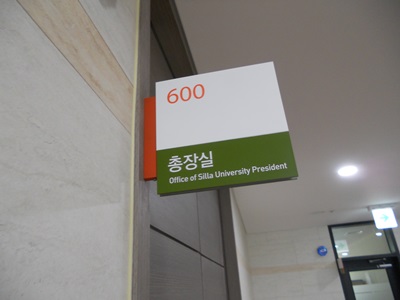 600
총장실
Office of Silla University President